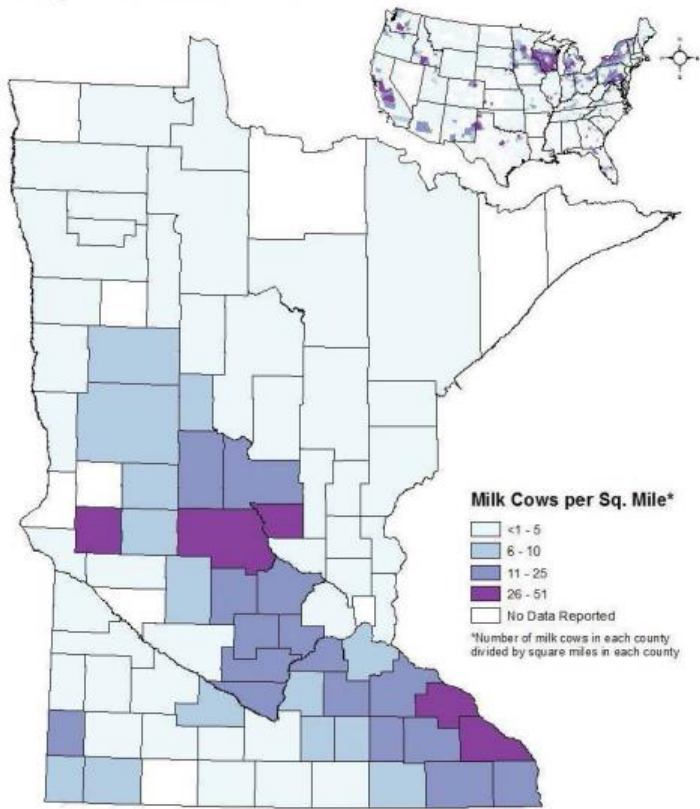 Milk Cows per Sq. Mile*
<1 - 5
6 - 10
11 - 25
26 - 51
No Data Reported
*Number of milk cows in each county
divided by square miles in each county